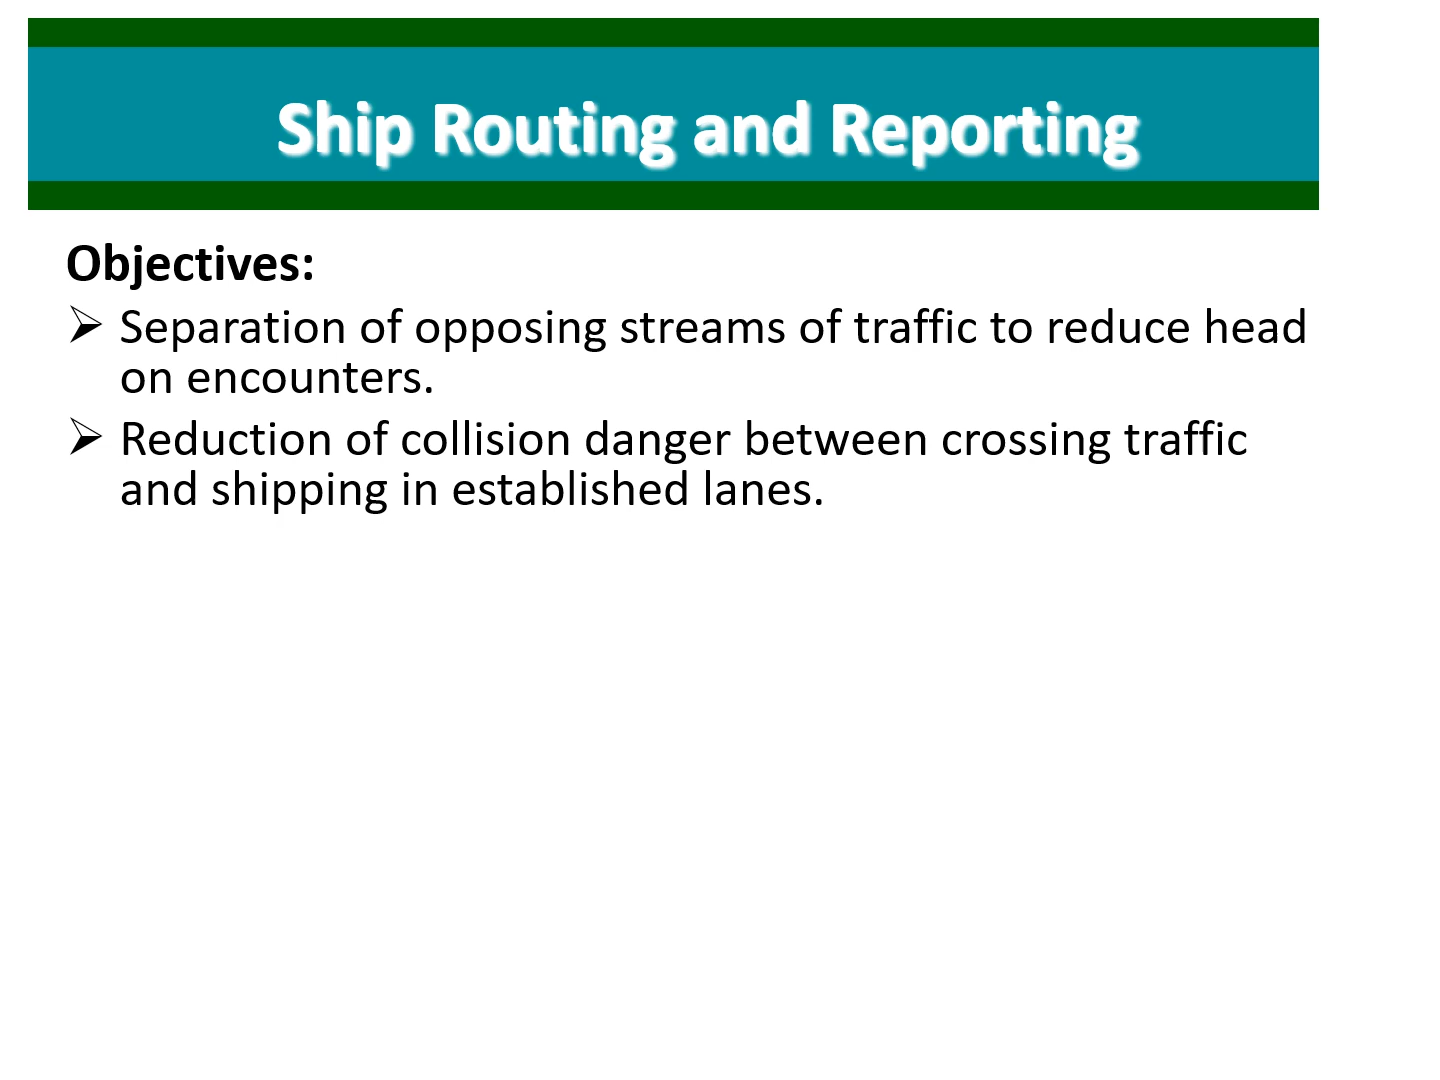 Ship Routing and Reporting
Objectives:
➢ Separation of opposing streams of traffic to reduce head
on encounters.
➢ Reduction of collision danger between crossing traffic
and shipping in established lanes.